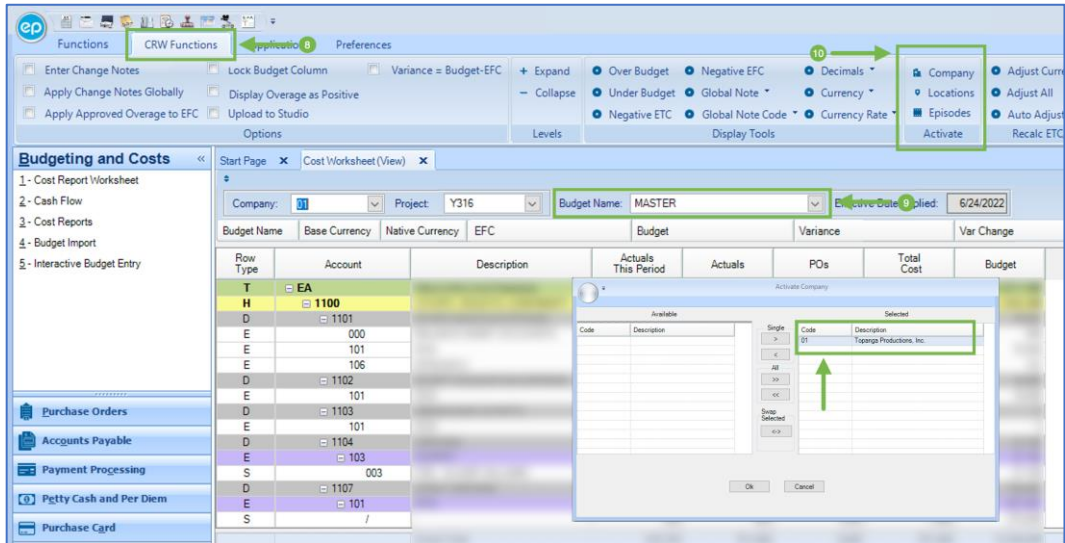 ep
Functions CRW Functions 8 Preferences
10
Enter Change Notes Lock Budget Column Variance = Budget-EFC + Expand Over Budget Negative EFC Decimals Company Adjust Curre
Apply Change Notes Globally Display Overage as Positive − Collapse Under Budget Global Note Currency Locations Adjust All
Apply Approved Overage to EFC Upload to Studio Negative ETC Global Note Code Currency Rate Episodes Auto Adjust
Options Levels Display Tools Activate Recalc ETC
Budgeting and Costs « Start Page × Cost Worksheet (View) ×
1 - Cost Report Worksheet
2 - Cash Flow
3 - Cost Reports
4 - Budget Import
5 - Interactive Budget Entry
Company: 01 Project: Y316 Budget Name: MASTER 9 6/24/2022
Budget Name Base Currency Native Currency EFC Budget Variance Var Change
Row Type Account Description Actuals This Period Actuals POs Total Cost Budget
T EA
H 1100
D 1101
E 000
E 101
E 106
D 1102
E 101
D 1103
E 101
D 1104
E 103
S 003
D 1107
E 101
S /
Activate Company
Available Selected
Code Description Single Code Description
> 01 Topanga Productions, Inc.
<
All
>>
<<
Swap Selected
<->
Ok Cancel
Purchase Orders
Accounts Payable
Payment Processing
Petty Cash and Per Diem
Purchase Card